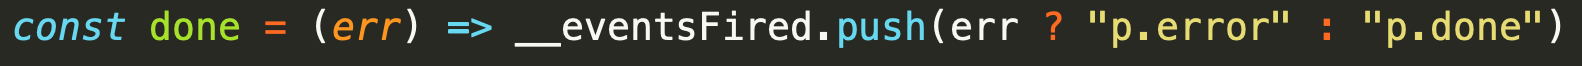 const done = (err) => __eventsFired.push(err ? "p.error" : "p.done")